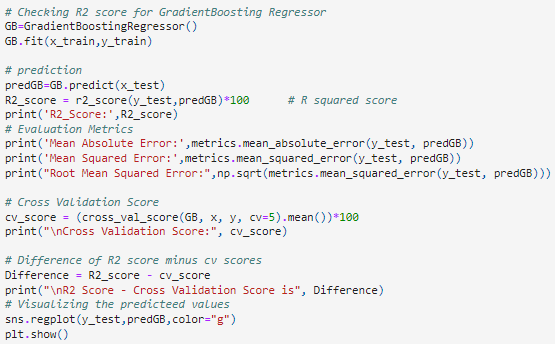 # Checking R2 score for GradientBoosting Regressor
GB=GradientBoostingRegressor()
GB.fit(x_train,y_train)
# prediction
predGB=GB.predict(x_test)
R2_score = r2_score(y_test,predGB)*100      # R squared score
print('R2_Score:',R2_score)
# Evaluation Metrics
print('Mean Absolute Error:',metrics.mean_absolute_error(y_test, predGB))
print('Mean Squared Error:',metrics.mean_squared_error(y_test, predGB))
print("Root Mean Squared Error:",np.sqrt(metrics.mean_squared_error(y_test, predGB)))
# Cross Validation Score
cv_score = (cross_val_score(GB, x, y, cv=5).mean())*100
print("\nCross Validation Score:", cv_score)
# Difference of R2 score minus cv scores
Difference = R2_score - cv_score
print("\nR2 Score - Cross Validation Score is", Difference)
# Visualizing the predicteed values
sns.regplot(y_test,predGB,color="g")
plt.show()